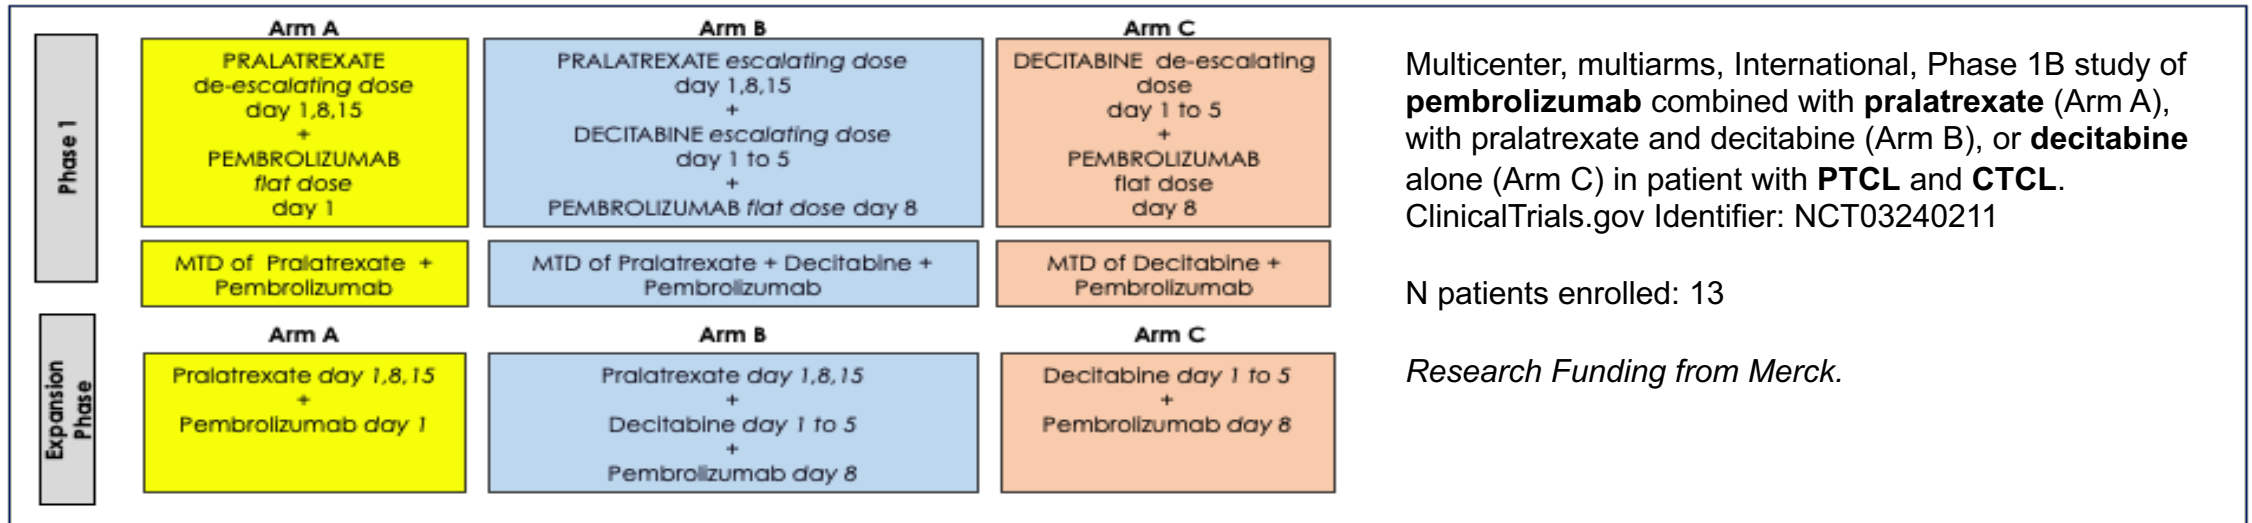 Phase 1
Arm A
PRALATREXATE
de-escalating dose
day 1,8,15
+
PEMBROLIZUMAB
flat dose
day 1
Arm B
PRALATREXATE escalating dose
day 1,8,15
+
DECITABINE escalating dose
day 1 to 5
+
PEMBROLIZUMAB flat dose day 8
Arm C
DECITABINE de-escalating
dose
day 1 to 5
+
PEMBROLIZUMAB
flat dose
day 8
MTD of Pralatrexate +
Pembrolizumab
MTD of Pralatrexate + Decitabine +
Pembrolizumab
MTD of Decitabine +
Pembrolizumab
Expansion
Phase
Arm A
Pralatrexate day 1,8,15
+
Pembrolizumab day 1
Arm B
Pralatrexate day 1,8,15
+
Decitabine day 1 to 5
+
Pembrolizumab day 8
Arm C
Decitabine day 1 to 5
+
Pembrolizumab day 8
Multicenter, multiarms, International, Phase 1B study of
pembrolizumab combined with pralatrexate (Arm A),
with pralatrexate and decitabine (Arm B), or decitabine
alone (Arm C) in patient with PTCL and CTCL.
ClinicalTrials.gov Identifier: NCT03240211
N patients enrolled: 13
Research Funding from Merck.